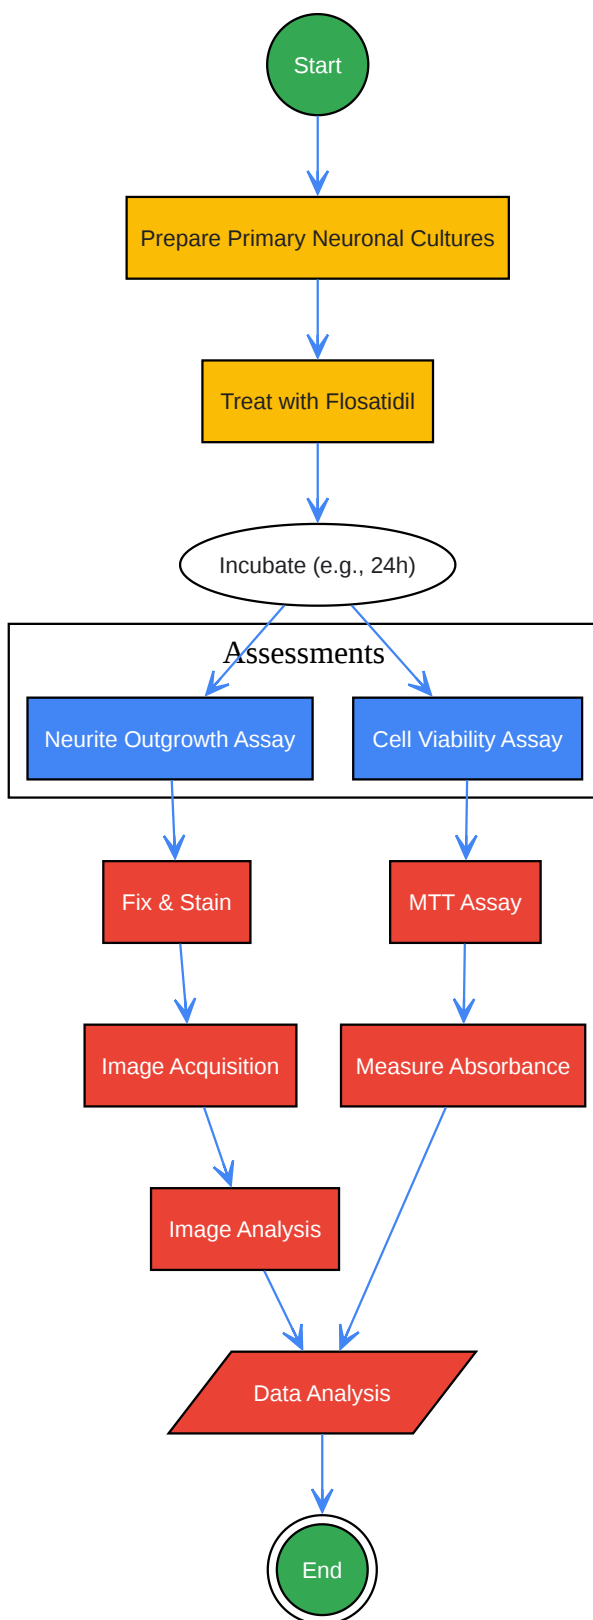 Start
Prepare Primary Neuronal Cultures
Treat with Flosatidil
Incubate (e.g., 24h)
Assessments
Neurite Outgrowth Assay
Cell Viability Assay
Fix & Stain
MTT Assay
Image Acquisition
Measure Absorbance
Image Analysis
Data Analysis
End